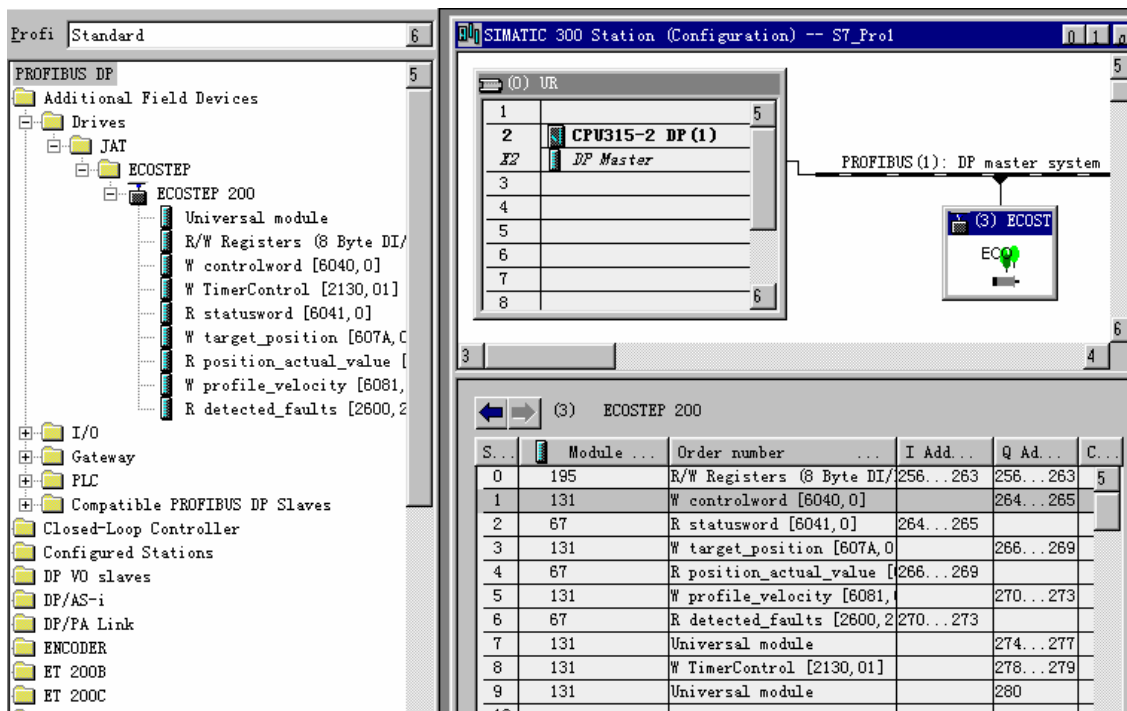 Profi Standard
PROFIBUS DP
Additional Field Devices
Drives
JAT
ECOSTEP
ECOSTEP 200
Universal module
R/W Registers (8 Byte DI/
W controlword [6040,0]
W TimerControl [2130,01]
R statusword [6041,0]
W target_position [607A,0
R position_actual_value [
W profile_velocity [6081,
R detected_faults [2600,2
I/O
Gateway
PLC
Compatible PROFIBUS DP Slaves
Closed-Loop Controller
Configured Stations
DP V0 slaves
DP/AS-i
DP/PA Link
ENCODER
ET 200B
ET 200C
SIMATIC 300 Station (Configuration) -- S7_Pro1
(0) UR
1
2 CPU315-2 DP(1)
X2 DP Master
3
4
5
6
7
8
PROFIBUS(1): DP master system
(3) ECOST
ECO
(3) ECOSTEP 200
S... Module ... Order number ... I Add... Q Ad... C...
0 195 R/W Registers (8 Byte DI/ 256...263 256...263
1 131 W controlword [6040,0] 264...265
2 67 R statusword [6041,0] 264...265
3 131 W target_position [607A,0 266...269
4 67 R position_actual_value [ 266...269
5 131 W profile_velocity [6081, 270...273
6 67 R detected_faults [2600,2 270...273
7 131 Universal module 274...277
8 131 W TimerControl [2130,01] 278...279
9 131 Universal module 280